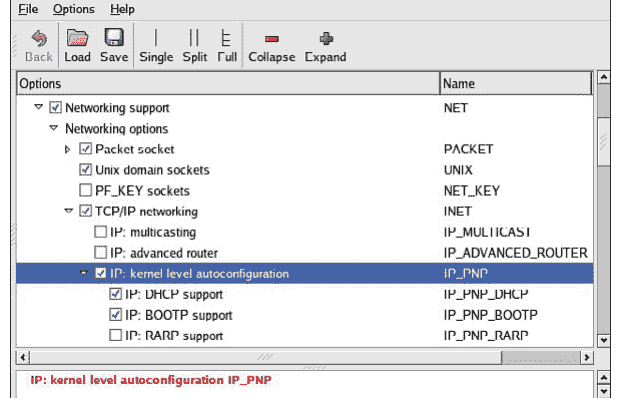 File Options Help
Back Load Save Single Split Full Collapse Expand
Options Name
Networking support NET
Networking options
Packet socket PACKET
Unix domain sockets UNIX
PF_KEY sockets NET_KEY
TCP/IP networking INET
IP: multicasting IP_MULTICAST
IP: advanced router IP_ADVANCED_ROUTER
IP: kernel level autoconfiguration IP_PNP
IP: DHCP support IP_PNP_DHCP
IP: BOOTP support IP_PNP_BOOTP
IP: RARP support IP_PNP_RARP
IP: kernel level autoconfiguration IP_PNP